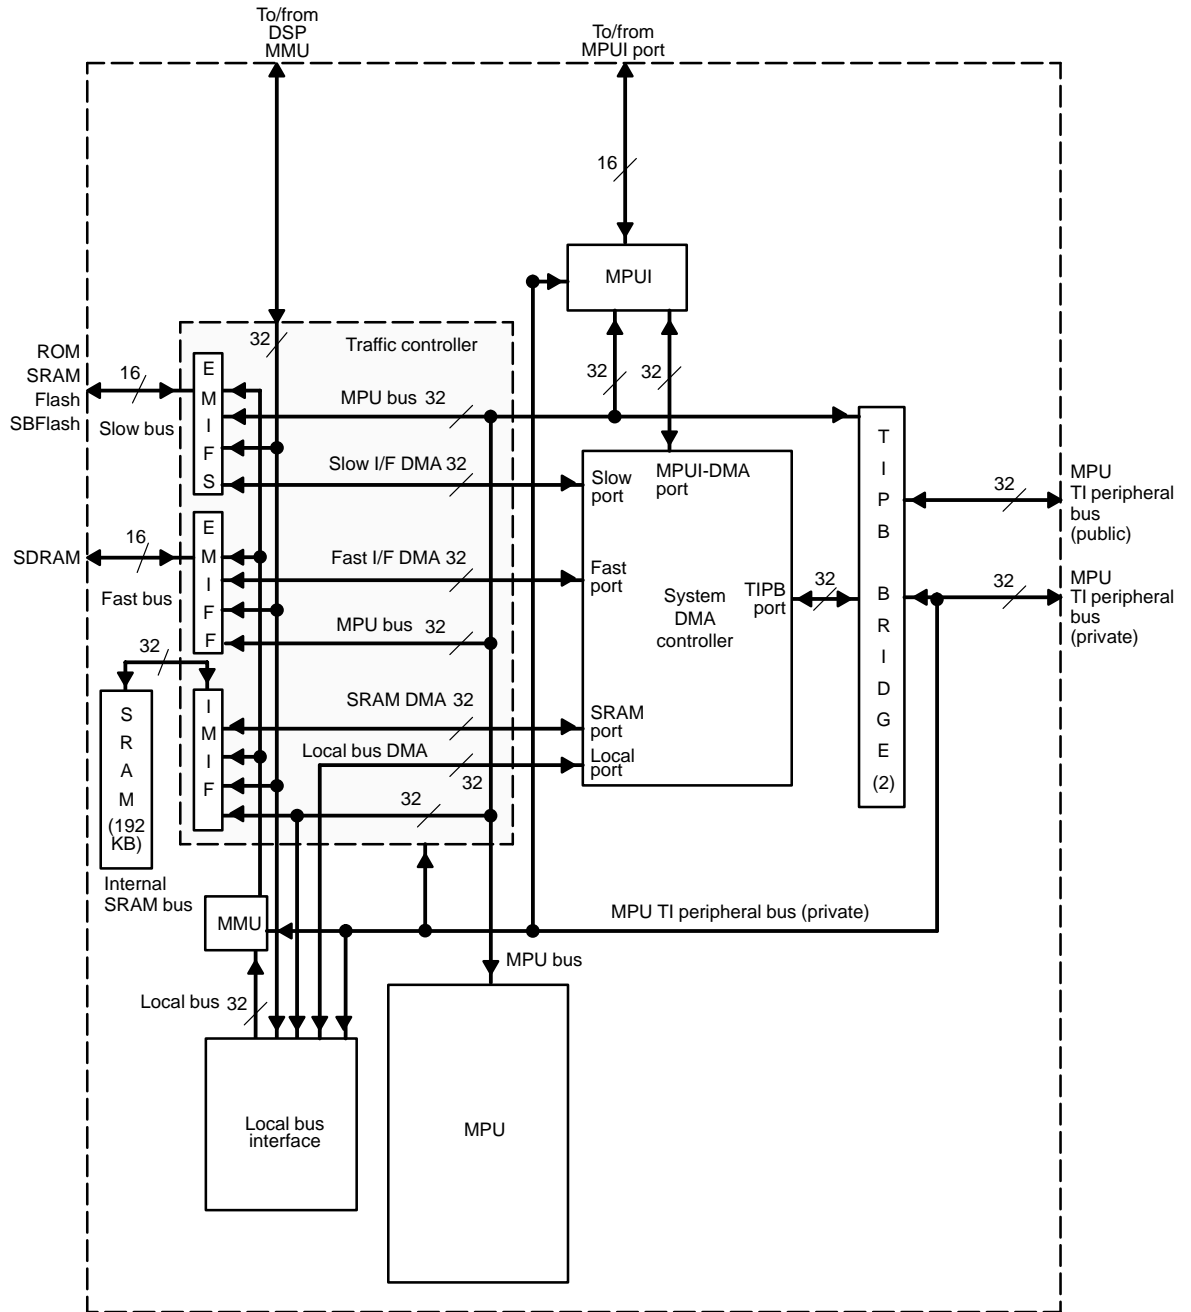 To/from
DSP
MMU
To/from
MPUI port
16
MPUI
32
Traffic controller
ROM
SRAM
Flash
SBFlash
16
Slow bus
E
M
I
F
S
MPU bus 32
32
32
Slow I/F DMA 32
Slow
port
MPUI-DMA
port
T
I
P
B
B
R
I
D
G
E
(2)
32
MPU
TI peripheral
bus
(public)
SDRAM
16
Fast bus
E
M
I
F
F
Fast I/F DMA 32
Fast
port
System
DMA
controller
TIPB
port
32
32
MPU
TI peripheral
bus
(private)
MPU bus 32
32
S
R
A
M
(192
KB)
I
M
I
F
SRAM DMA 32
SRAM
port
Local bus DMA
32
Local
port
32
Internal
SRAM bus
MMU
MPU TI peripheral bus (private)
MPU bus
Local bus 32
Local bus
interface
MPU